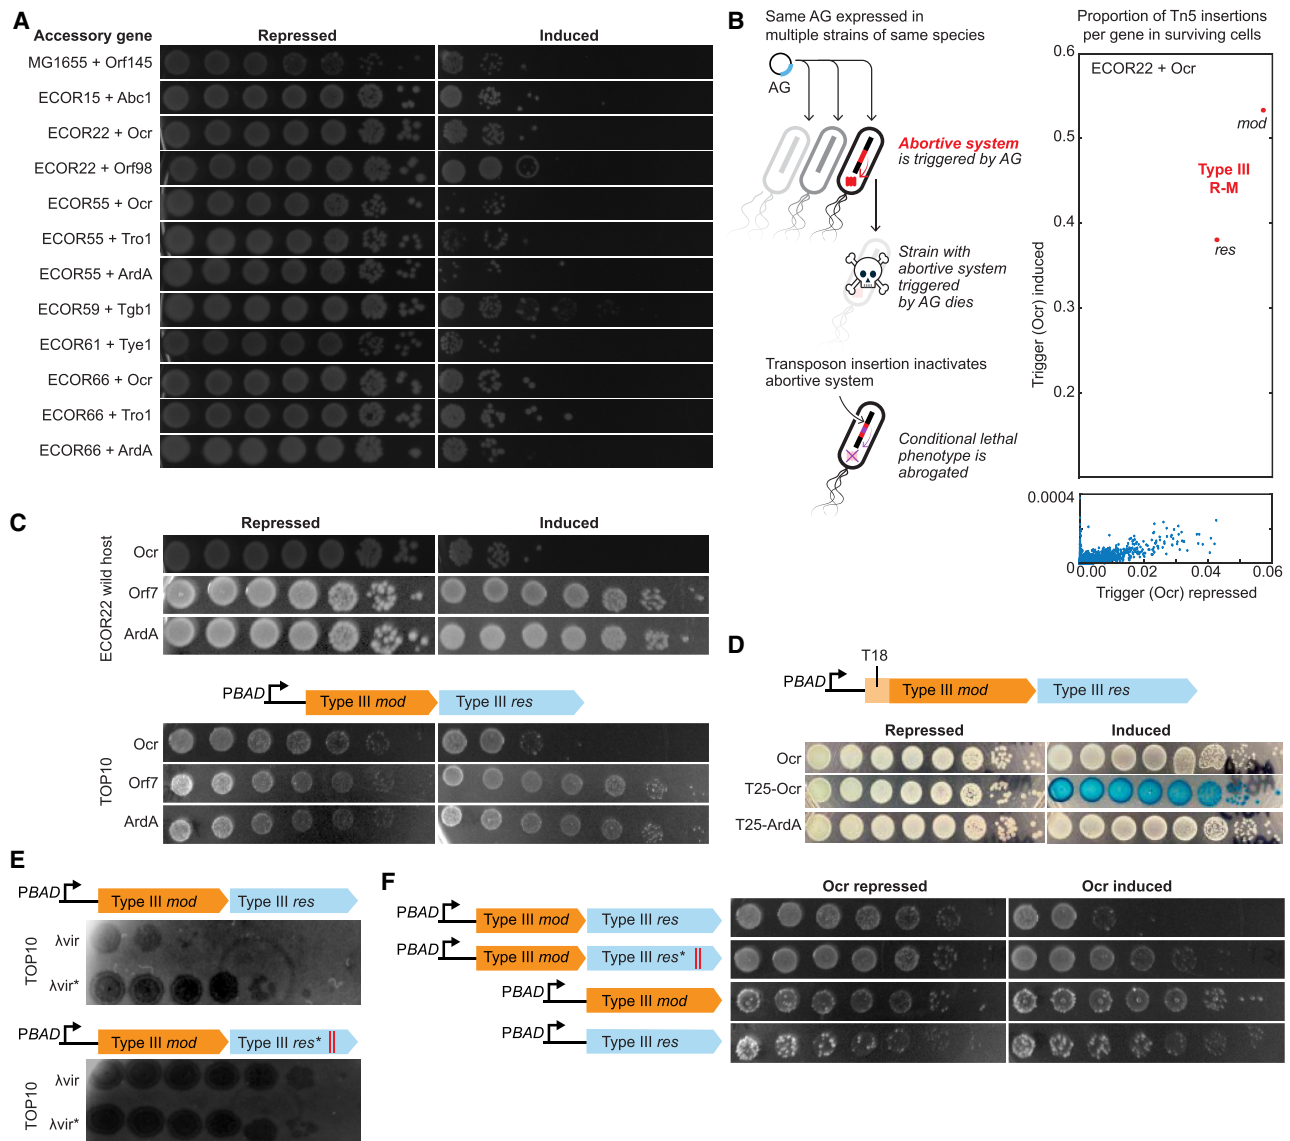 A
Accessory gene
Repressed
Induced
MG1655 + Orf145
ECOR15 + Abc1
ECOR22 + Ocr
ECOR22 + Orf98
ECOR55 + Ocr
ECOR55 + Tro1
ECOR55 + ArdA
ECOR59 + Tgb1
ECOR61 + Tye1
ECOR66 + Ocr
ECOR66 + Tro1
ECOR66 + ArdA
B
Same AG expressed in
multiple strains of same species
AG
Abortive system
is triggered by AG
Strain with
abortive system
triggered
by AG dies
Transposon insertion inactivates
abortive system
Conditional lethal
phenotype is
abrogated
Proportion of Tn5 insertions
per gene in surviving cells
0.6
ECOR22 + Ocr
mod
0.5
Type III
R-M
0.4
res
0.3
0.2
Trigger (Ocr) induced
0.0004
0
0.00
0.02
0.04
0.06
Trigger (Ocr) repressed
C
Repressed
Induced
ECOR22 wild host
Ocr
Orf7
ArdA
PBAD
Type III mod
Type III res
TOP10
Ocr
Orf7
ArdA
D
T18
PBAD
Type III mod
Type III res
Repressed
Induced
Ocr
T25-Ocr
T25-ArdA
E
PBAD
Type III mod
Type III res
TOP10
λvir
λvir*
PBAD
Type III mod
Type III res*
TOP10
λvir
λvir*
F
Ocr repressed
Ocr induced
PBAD
Type III mod
Type III res
PBAD
Type III mod
Type III res*
PBAD
Type III mod
PBAD
Type III res